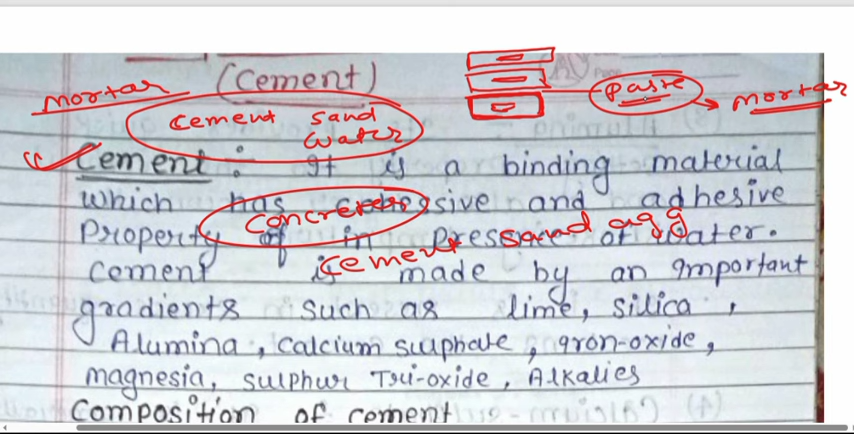 (Cement)
mortar
Paste
mortar
cement sand
water
Cement :- It is a binding material
which has cohessive and adhesive
concrete
Property of in Pressence of water.
cement sand agg
cement is made by an important
gradients such as lime, silica,
Alumina, calcium sulphate, iron-oxide,
magnesia, sulphur Tri-oxide, Alkalies
composition of cement